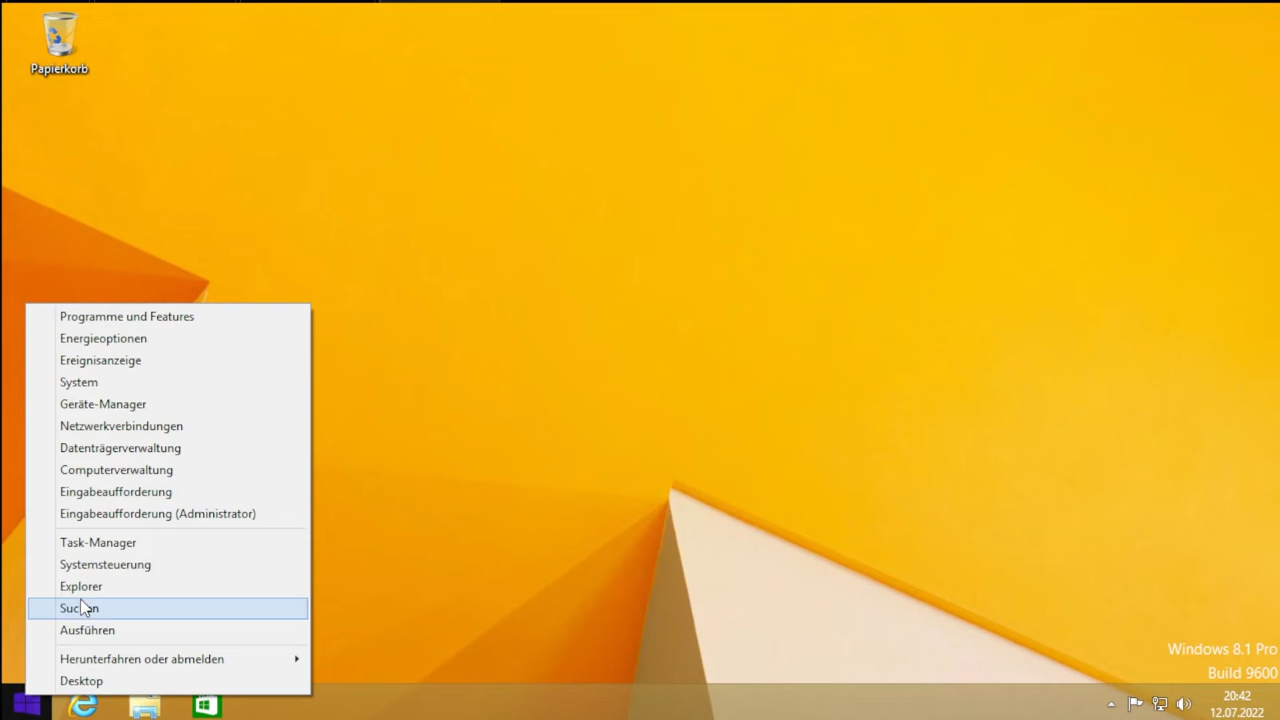 Papierkorb
Programme und Features
Energieoptionen
Ereignisanzeige
System
Geräte-Manager
Netzwerkverbindungen
Datenträgerverwaltung
Computerverwaltung
Eingabeaufforderung
Eingabeaufforderung (Administrator)
Task-Manager
Systemsteuerung
Explorer
Suchen
Ausführen
Herunterfahren oder abmelden
Desktop
Windows 8.1 Pro
Build 9600
20:42
12.07.2022